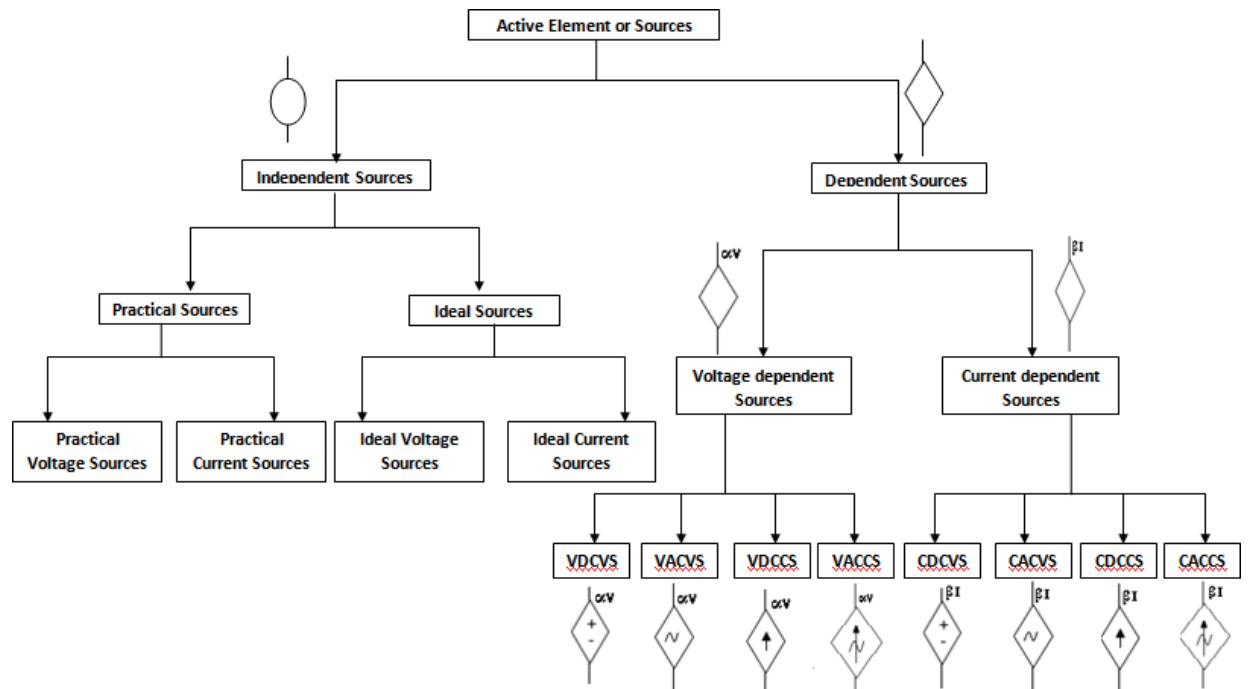 Active Element or Sources
Independent Sources
Dependent Sources
αV
βI
Practical Sources
Ideal Sources
Voltage dependent
Sources
Current dependent
Sources
Practical
Voltage Sources
Practical
Current Sources
Ideal Voltage
Sources
Ideal Current
Sources
VDCVS
VACVS
VDCCS
VACCS
CDCVS
CACVS
CDCCS
CACCS
αV
αV
αV
αV
βI
βI
βI
βI
+
-
+
-